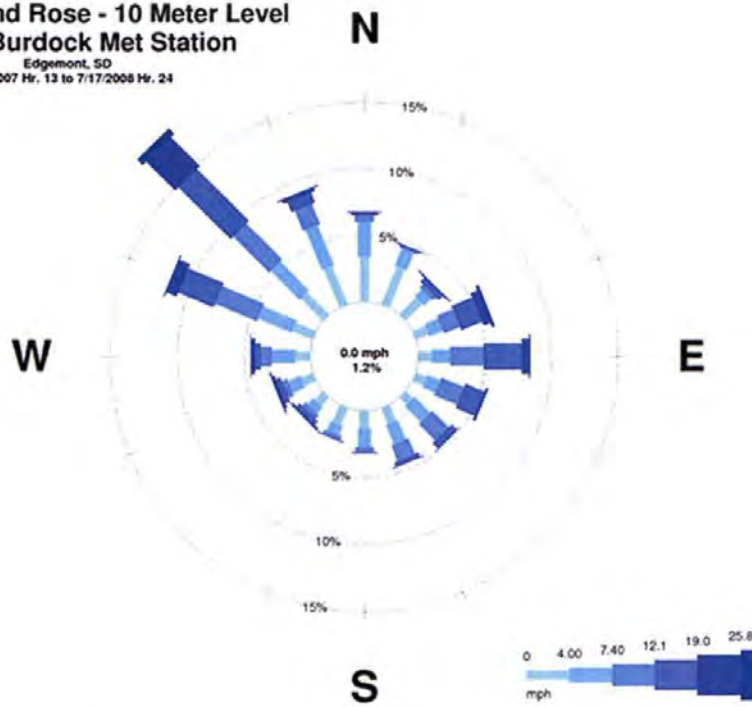 nd Rose - 10 Meter Level
Burdock Met Station
Edgemont, SD
007 Hr. 13 to 7/17/2008 Hr. 24
N
15%
10%
5%
W
0.0 mph
1.2%
E
5%
10%
15%
0 4.00 7.40 12.1 19.0 25.8
mph
S